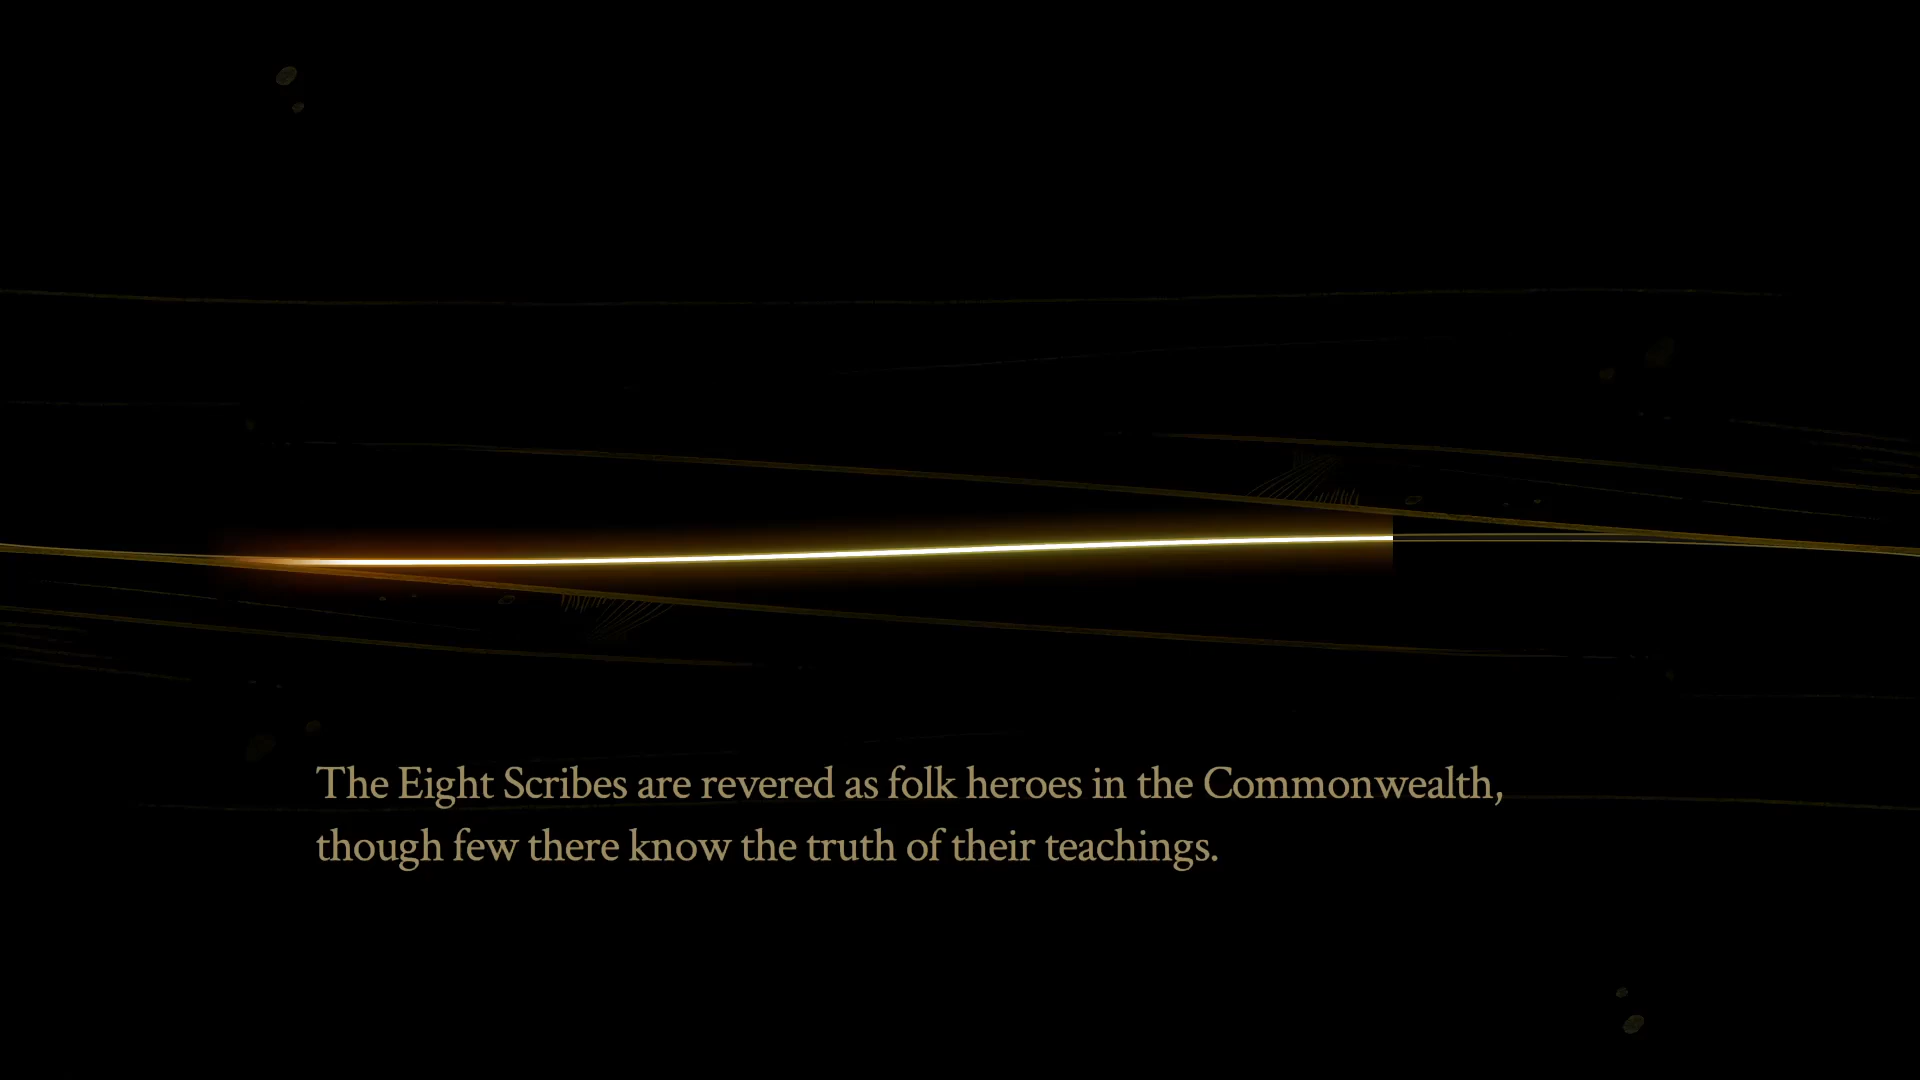 The Eight Scribes are revered as folk heroes in the Commonwealth,
though few there know the truth of their teachings.